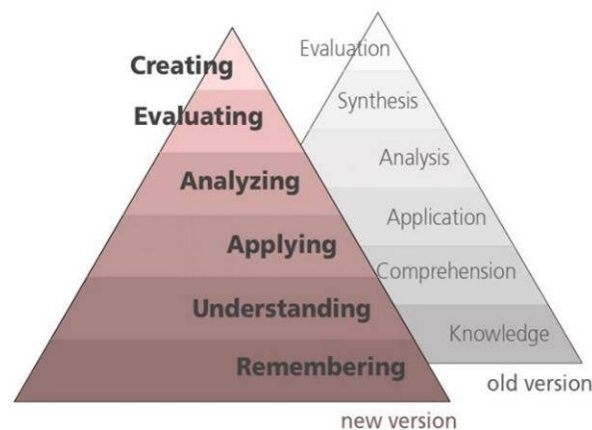 Creating
Evaluating
Analyzing
Applying
Understanding
Remembering
new version
Evaluation
Synthesis
Analysis
Application
Comprehension
Knowledge
old version